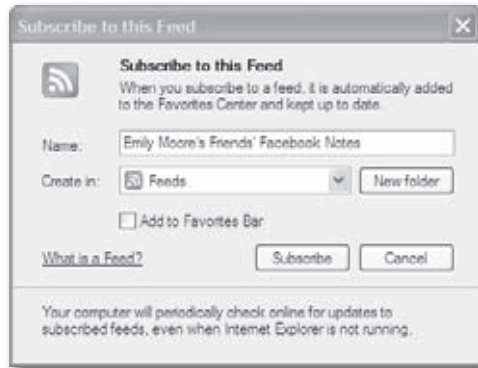 Subscribe to this Feed
Subscribe to this Feed
When you subscribe to a feed, it is automatically added
to the Favorites Center and kept up to date.
Name: Emily Moore's Friends' Facebook Notes
Create in: Feeds New folder
Add to Favorites Bar
What is a Feed? Subscribe Cancel
Your computer will periodically check online for updates to
subscribed feeds, even when Internet Explorer is not running.